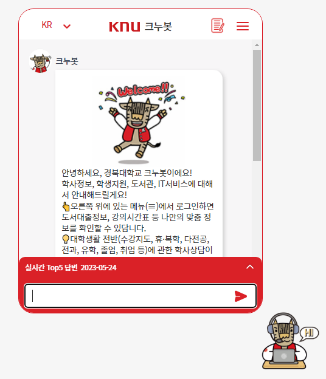 KR
KNU 크누봇
크누봇
Welcome!!
안녕하세요, 경북대학교 크누봇이에요!
학사정보, 학생지원, 도서관, IT서비스에 대해
서 안내해드릴게요!
👆오른쪽 위에 있는 메뉴(≡)에서 로그인하면
도서대출정보, 강의시간표 등 나만의 맞춤 정
보를 확인할 수 있답니다.
💡대학생활 전반(수강지도, 휴·복학, 다전공,
전과, 유학, 졸업, 취업 등)에 관한 학사상담이
실시간 Top5 답변 2023-05-24
HI